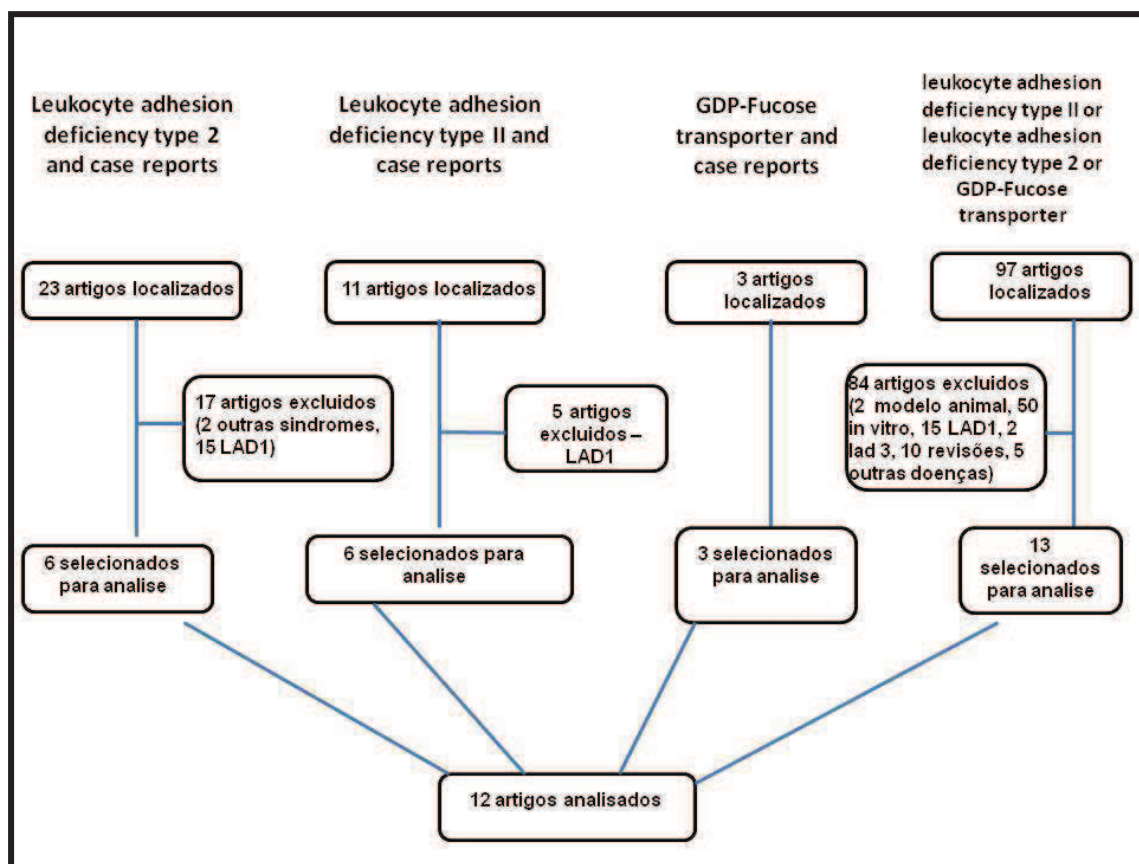 Leukocyte adhesion
deficiency type 2
and case reports
Leukocyte adhesion
deficiency type II and
case reports
GDP-Fucose
transporter and
case reports
leukocyte adhesion
deficiency type II or
leukocyte adhesion
deficiency type 2 or
GDP-Fucose
transporter
23 artigos localizados
11 artigos localizados
3 artigos
localizados
97 artigos
localizados
17 artigos excluidos
(2 outras sindromes,
15 LAD1)
5 artigos
excluidos –
LAD1
84 artigos excluidos
(2 modelo animal, 50
in vitro, 15 LAD1, 2
lad 3, 10 revisões, 5
outras doenças)
6 selecionados
para analise
6 selecionados para
analise
3 selecionados
para analise
13
selecionados
para analise
12 artigos analisados